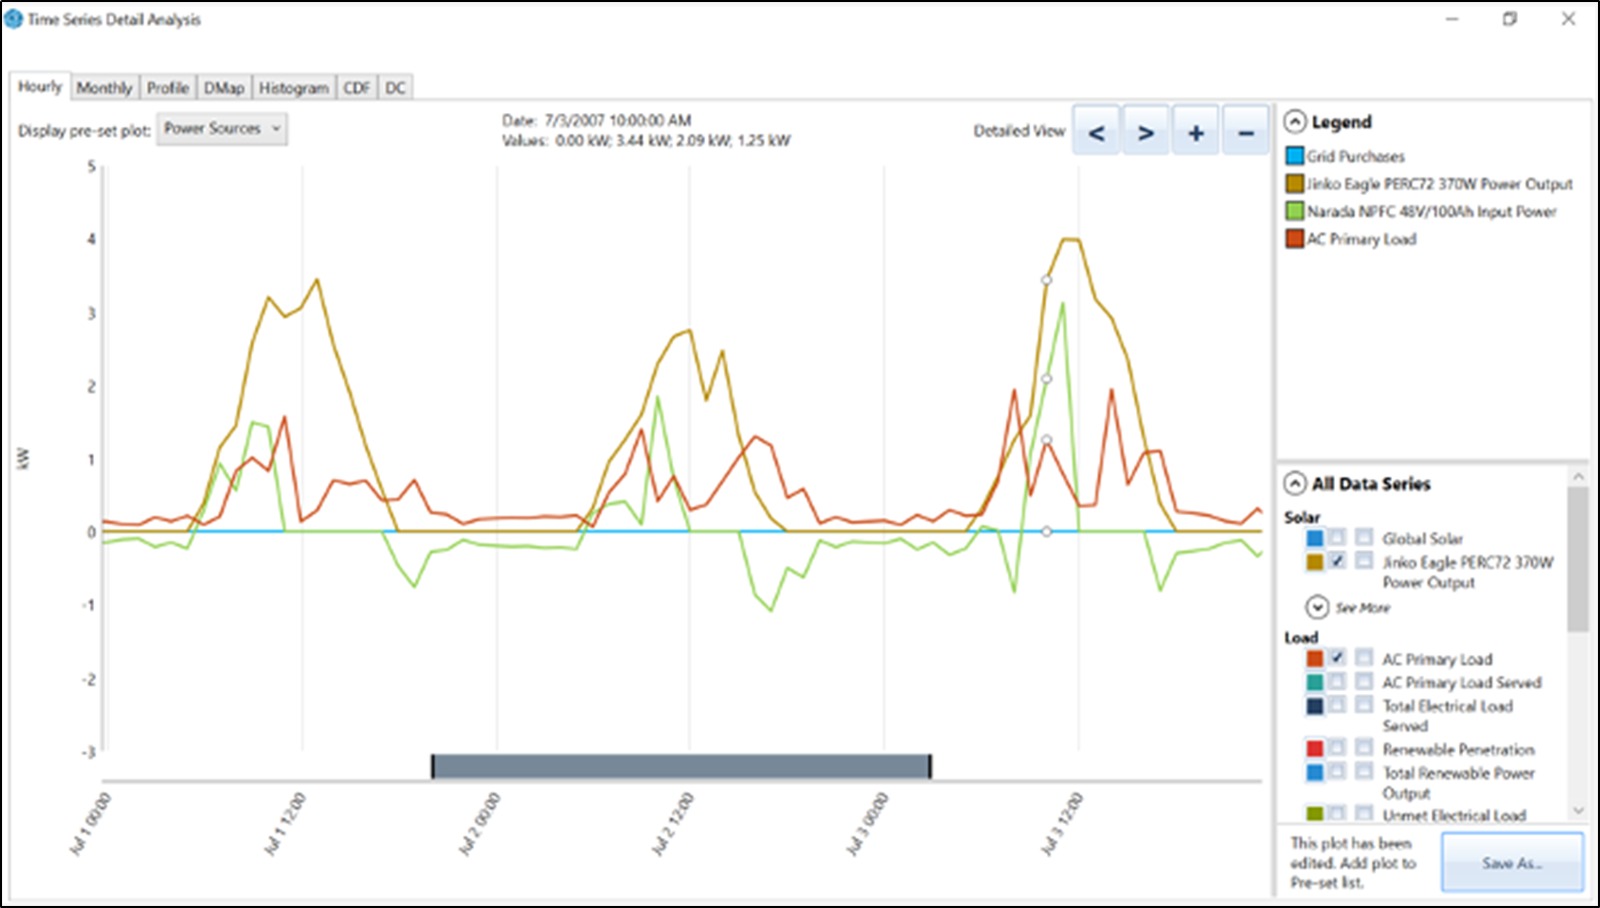 Time Series Detail Analysis
Hourly Monthly Profile DMap Histogram CDF DC
Display pre-set plot: Power Sources
Date: 7/3/2007 10:00:00 AM
Values: 0.00 kW; 3.44 kW; 2.09 kW; 1.25 kW
Detailed View < > + −
5
4
3
2
1
0
-1
-2
-3
kW
Jul 1 00:00
Jul 1 12:00
Jul 2 00:00
Jul 2 12:00
Jul 3 00:00
Jul 3 12:00
Legend
Grid Purchases
Jinko Eagle PERC72 370W Power Output
Narada NPFC 48V/100Ah Input Power
AC Primary Load
All Data Series
Solar
Global Solar
Jinko Eagle PERC72 370W
Power Output
See More
Load
AC Primary Load
AC Primary Load Served
Total Electrical Load
Served
Renewable Penetration
Total Renewable Power
Output
Unmet Electrical Load
This plot has been
edited. Add plot to
Pre-set list.
Save As...